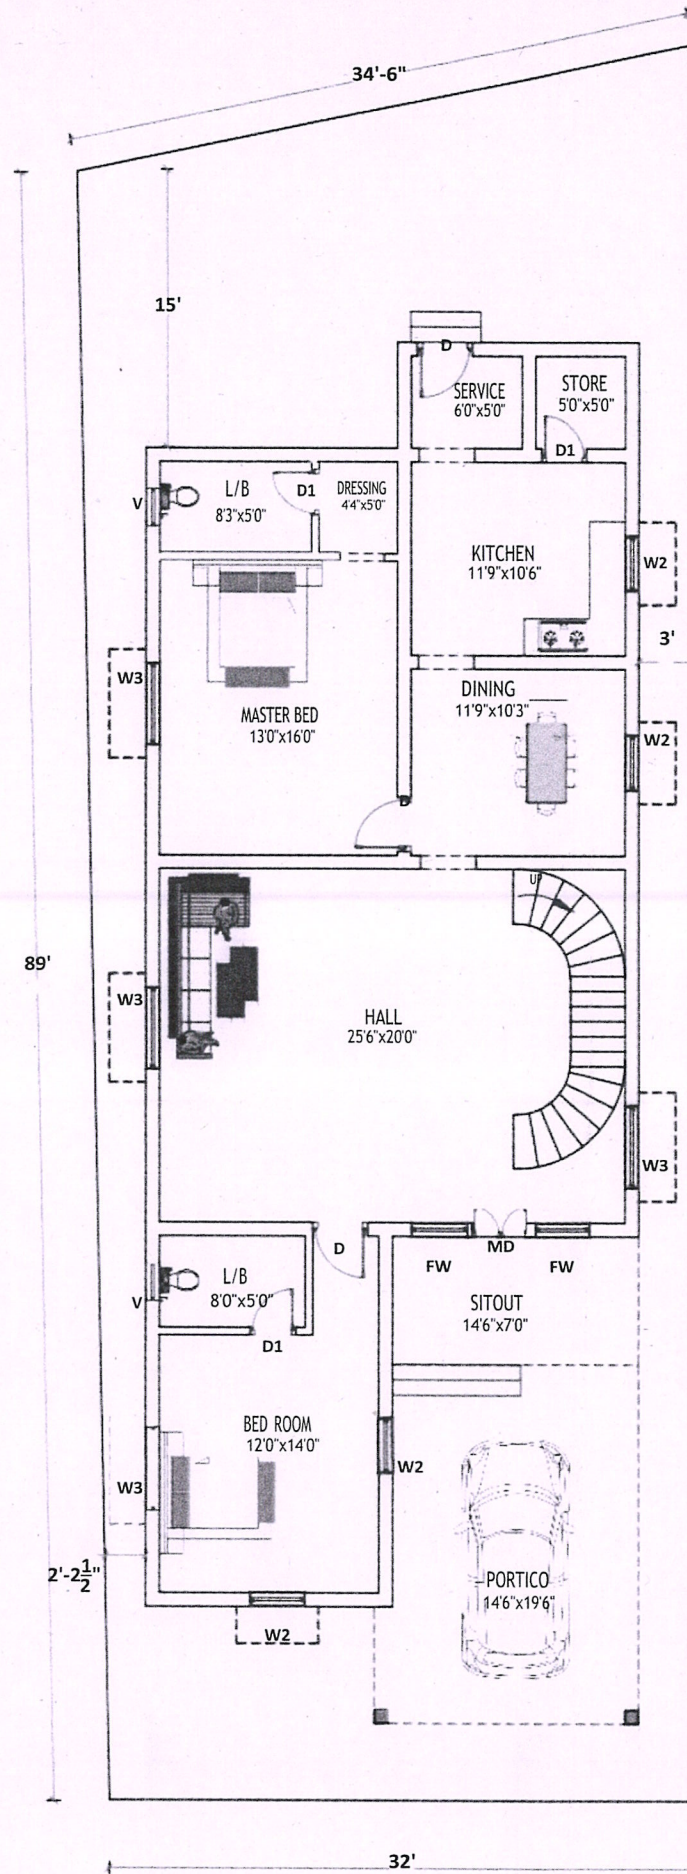 34'-6"
15'
D
SERVICE
6'0"x5'0"
STORE
5'0"x5'0"
D1
V
L/B
8'3"x5'0"
D1
DRESSING
4'4"x5'0"
KITCHEN
11'9"x10'6"
W2
3'
W3
MASTER BED
13'0"x16'0"
DINING
11'9"x10'3"
W2
D
UP
89'
W3
HALL
25'6"x20'0"
W3
D
MD
FW
FW
V
L/B
8'0"x5'0"
D1
SITOUT
14'6"x7'0"
BED ROOM
12'0"x14'0"
W3
W2
2'-2 1/2"
PORTICO
14'6"x19'6"
W2
32'